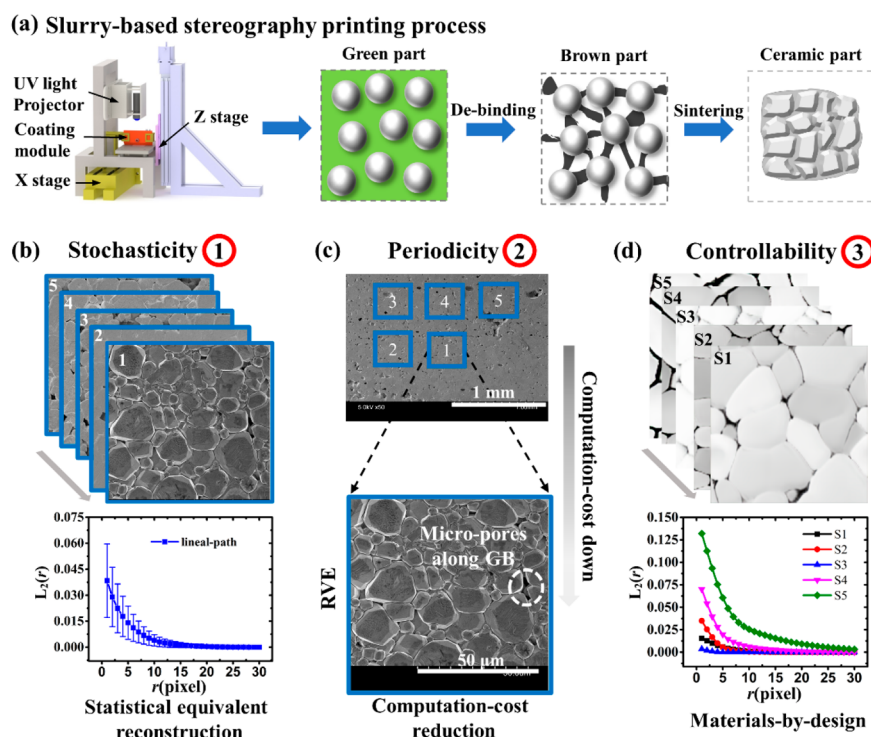 (a) Slurry-based stereography printing process
UV light
Projector
Coating
module
X stage
Z stage
Green part
De-binding
Brown part
Sintering
Ceramic part
(b) Stochasticity 1
5
4
3
2
1
L₂(r)
0.075
0.060
0.045
0.030
0.015
0.000
lineal-path
0 5 10 15 20 25 30
r(pixel)
Statistical equivalent
reconstruction
(c) Periodicity 2
3 4 5
2 1
5.0kV x50
1 mm
Computation-cost down
RVE
Micro-pores
along GB
50 μm
Computation-cost
reduction
(d) Controllability 3
S5
S4
S3
S2
S1
L₂(r)
0.150
0.125
0.100
0.075
0.050
0.025
0.000
S1
S2
S3
S4
S5
0 5 10 15 20 25 30
r(pixel)
Materials-by-design